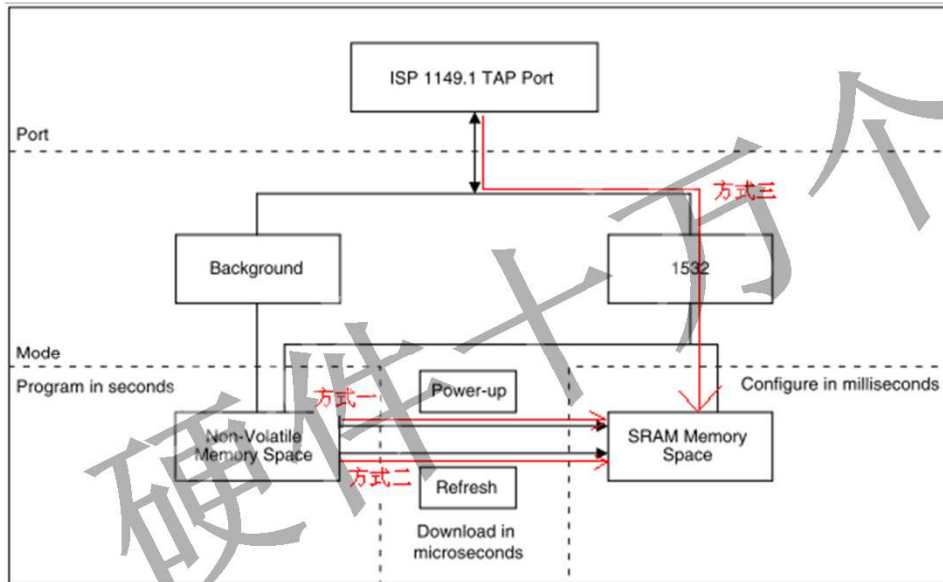 ISP 1149.1 TAP Port
Port
方式三
Background
1532
Mode
Program in seconds
Power-up
Configure in milliseconds
方式一
Non-Volatile
Memory Space
SRAM Memory
Space
方式二
Refresh
Download in
microseconds
硬件十万个